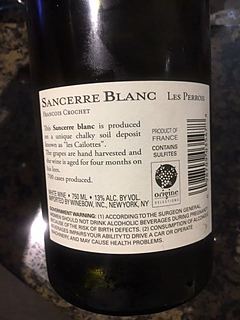 SANCERRE BLANC LES PERROIS
FRANCOIS CROCHET
This Sancerre blanc is produced
on a unique chalky soil deposit
known as "les Caillottes".
The grapes are hand harvested and
the wine is aged for four months on
fine lees.
700 cases produced.
PRODUCT OF
FRANCE
CONTAINS
SULFITES
origine
SELECTIONS
WHITE WINE • 750 ML • 13% ALC. BY VOL.
IMPORTED BY WINEBOW, INC., NEW YORK, NY
GOVERNMENT WARNING: (1) ACCORDING TO THE SURGEON GENERAL,
WOMEN SHOULD NOT DRINK ALCOHOLIC BEVERAGES DURING PREGNANCY
BECAUSE OF THE RISK OF BIRTH DEFECTS. (2) CONSUMPTION OF ALCOHOLIC
BEVERAGES IMPAIRS YOUR ABILITY TO DRIVE A CAR OR OPERATE
MACHINERY, AND MAY CAUSE HEALTH PROBLEMS.